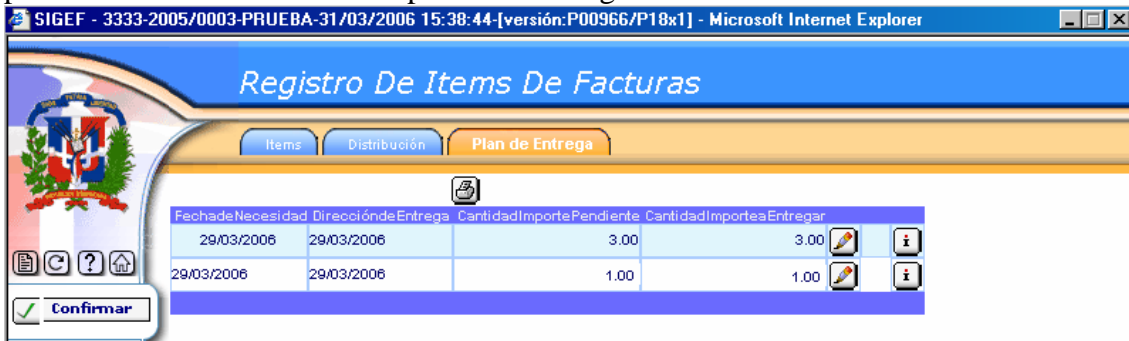 SIGEF - 3333-2005/0003-PRUEBA-31/03/2006 15:38:44-[versión:P00966/P18x1] - Microsoft Internet Explorer
Registro De Items De Facturas
Items Distribución Plan de Entrega
FechadeNecesidad DireccióndeEntrega CantidadImportePendiente CantidadImporteaEntregar
29/03/2006 29/03/2006 3.00 3.00
29/03/2006 29/03/2006 1.00 1.00
Confirmar